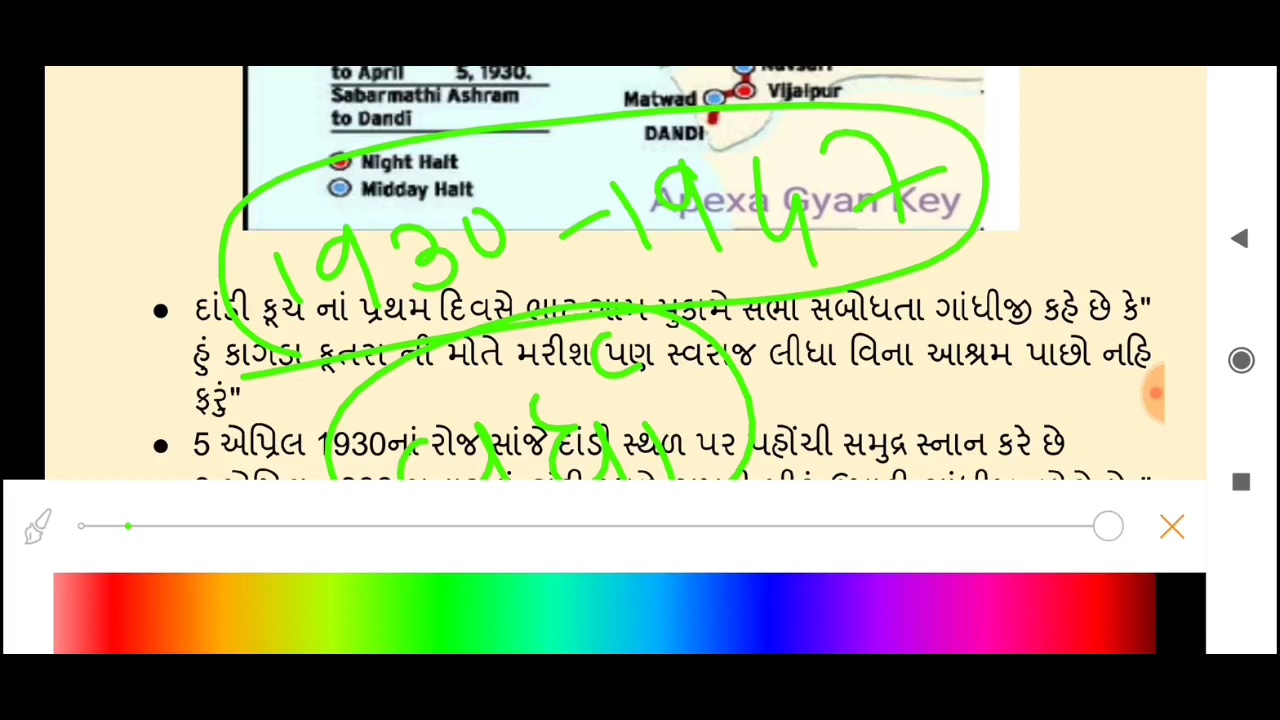 to April 5, 1930.
Sabarmathi Ashram
to Dandi
Night Halt
Midday Halt
Matwad
Vijalpur
DANDI
Apexa Gyan Key
1930-1947
● દાંડી કૂચ નાં પ્રથમ દિવસે ભાટ ગામ મુકામે સભા સંબોધતા ગાંધીજી કહે છે કે"
હું કાગડા કૂતરા ની મોતે મરીશ પણ સ્વરાજ લીધા વિના આશ્રમ પાછો નહિ
ફરું"
● 5 એપ્રિલ 1930નાં રોજ સાંજે દાંડી સ્થળ પર પહોંચી સમુદ્ર સ્નાન કરે છે